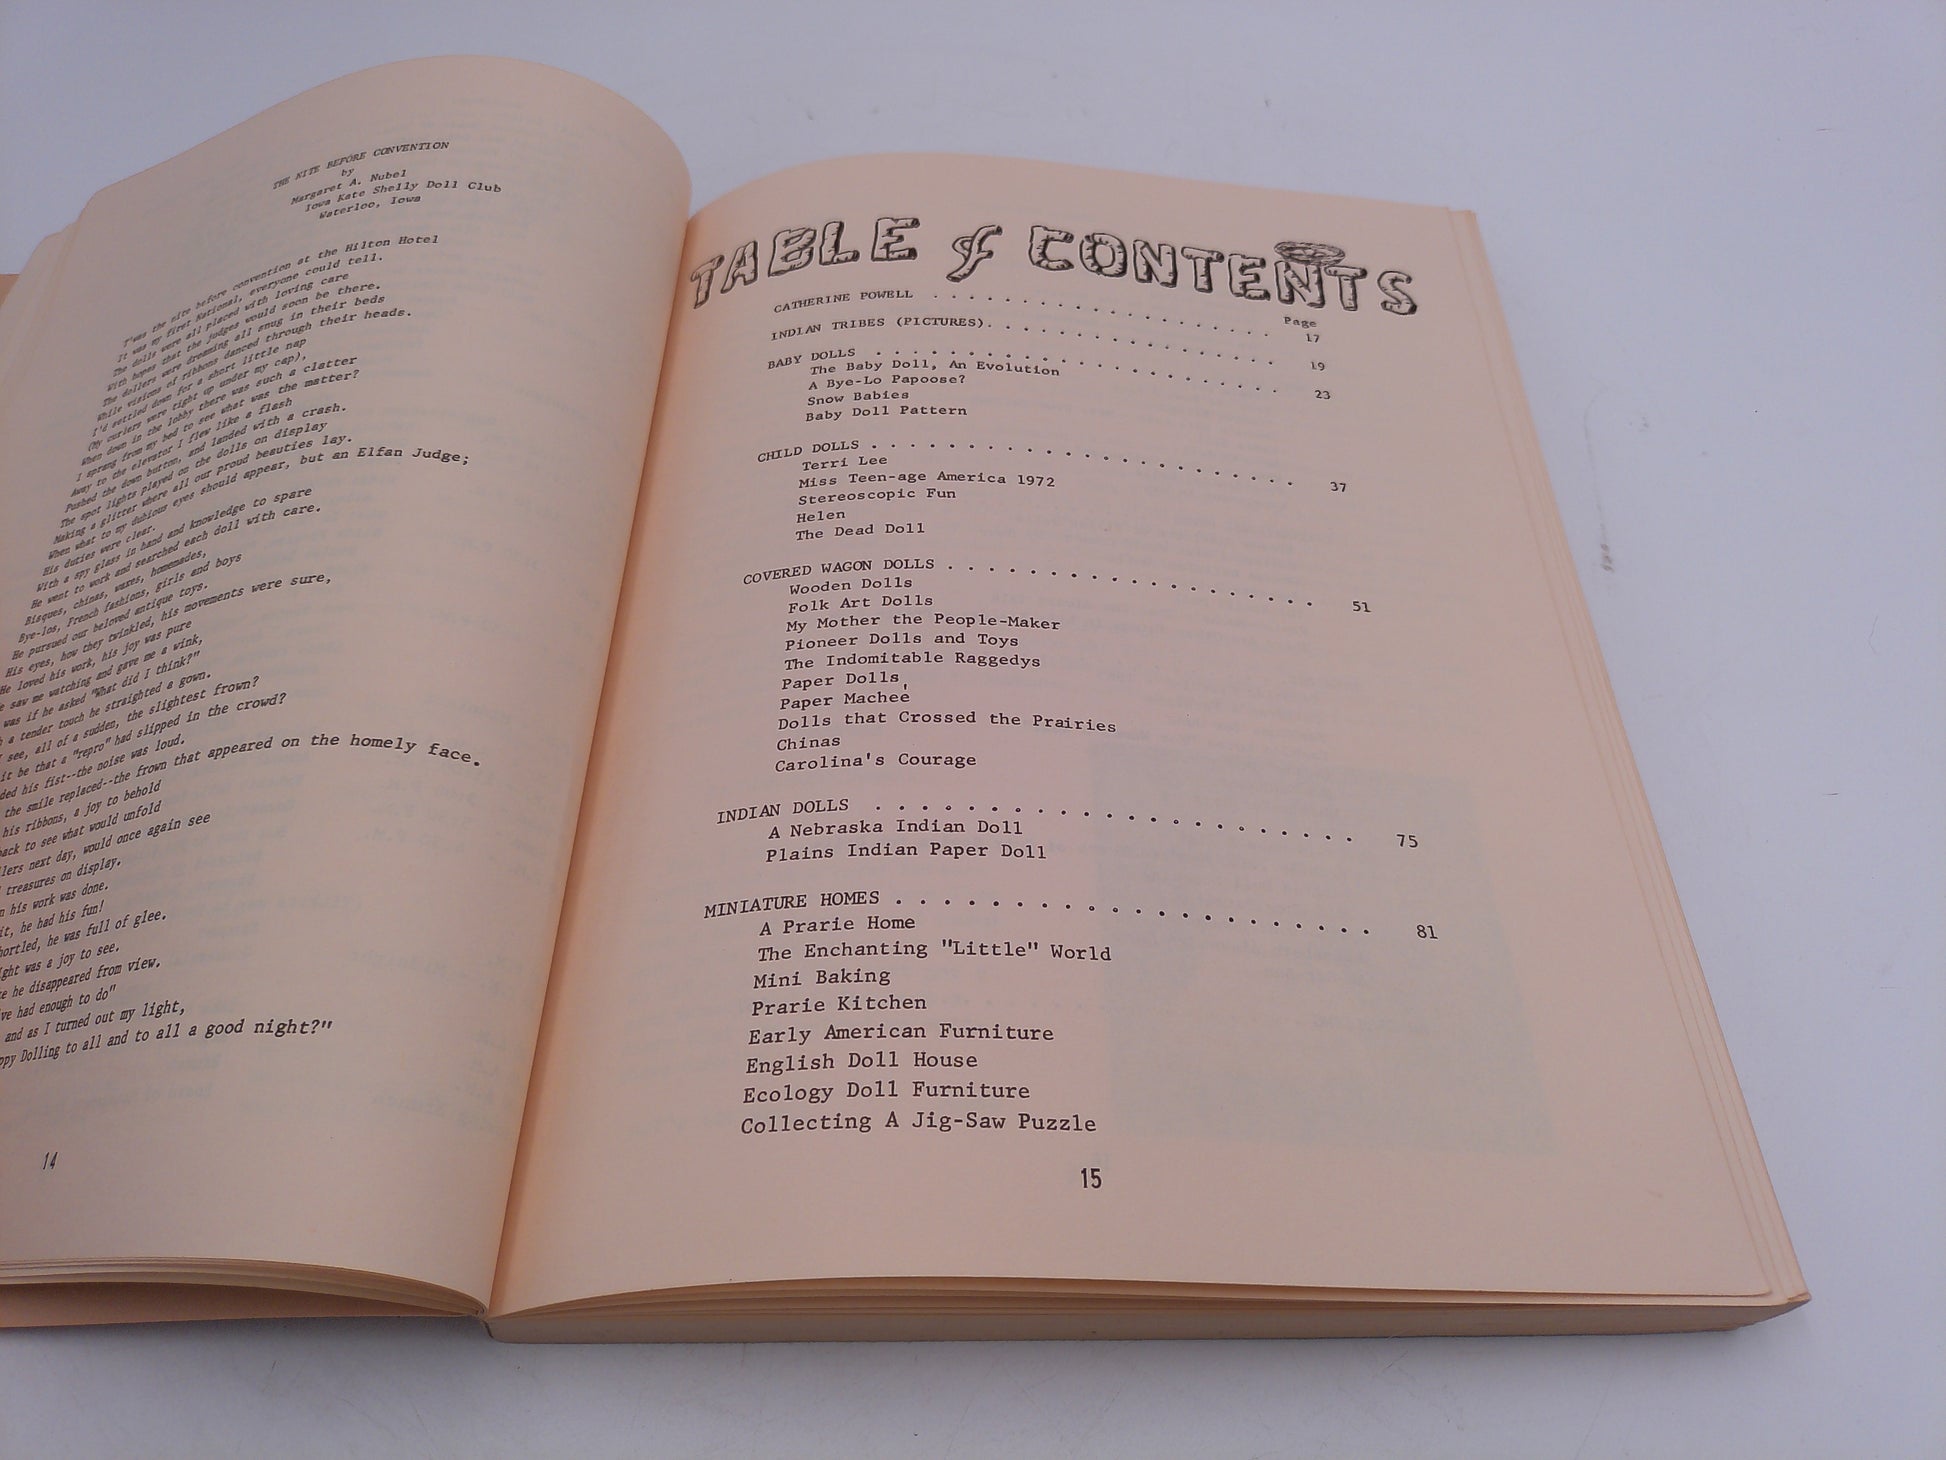 THE NITE BEFORE CONVENTION
by
Margaret A. Nubel
Iowa Kate Shelly Doll Club
Waterloo, Iowa
T'was the nite before convention at the Hilton Hotel
It was my first National, everyone could tell.
The dolls were all placed with loving care
With hopes that the judges would soon be there.
The dollers were dreaming all snug in their beds
While visions of ribbons danced through their heads.
I'd settled down for a short little nap
(My curlers were tight up under my cap),
When down in the lobby there was such a clatter
I sprang from my bed to see what was the matter?
Away to the elevator I flew like a flash
Pushed the down button, and landed with a crash.
The spot lights played on the dolls on display
Making a glitter where all our proud beauties lay.
When what to my dubious eyes should appear, but an Elfan Judge;
His duties were clear.
With a spy glass in hand and knowledge to spare
He went to work and searched each doll with care.
Bisques, chinas, waxes, homemades,
Bye-los, French fashions, girls and boys
He pursued our beloved antique toys.
His eyes, how they twinkled, his movements were sure,
He loved his work, his joy was pure
saw me watching and gave me a wink,
was if he asked "What did I think?"
a tender touch he straighted a gown.
see, all of a sudden, the slightest frown?
it be that a "repro" had slipped in the crowd?
ded his fist--the noise was loud.
the smile replaced--the frown that appeared on the homely face.
his ribbons, a joy to behold
back to see what would unfold
llers next day, would once again see
treasures on display.
his work was done.
it, he had his fun!
hortled, he was full of glee.
ight was a joy to see.
he disappeared from view.
've had enough to do"
and as I turned out my light,
ppy Dolling to all and to all a good night?"
14
TABLE of CONTENTS
Page
CATHERINE POWELL . . . . . . . . . . . . . . . . . . 17
INDIAN TRIBES (PICTURES). . . . . . . . . . . . . . . 19
BABY DOLLS . . . . . . . . . . . . . . . . . . . . 23
The Baby Doll, An Evolution
A Bye-Lo Papoose?
Snow Babies
Baby Doll Pattern
CHILD DOLLS . . . . . . . . . . . . . . . . . . . . 37
Terri Lee
Miss Teen-age America 1972
Stereoscopic Fun
Helen
The Dead Doll
COVERED WAGON DOLLS . . . . . . . . . . . . . . . . 51
Wooden Dolls
Folk Art Dolls
My Mother the People-Maker
Pioneer Dolls and Toys
The Indomitable Raggedys
Paper Dolls
Paper Macheé
Dolls that Crossed the Prairies
Chinas
Carolina's Courage
INDIAN DOLLS . . . . . . . . . . . . . . . . . 75
A Nebraska Indian Doll
Plains Indian Paper Doll
MINIATURE HOMES . . . . . . . . . . . . . . . . 81
A Prarie Home
The Enchanting "Little" World
Mini Baking
Prarie Kitchen
Early American Furniture
English Doll House
Ecology Doll Furniture
Collecting A Jig-Saw Puzzle
15